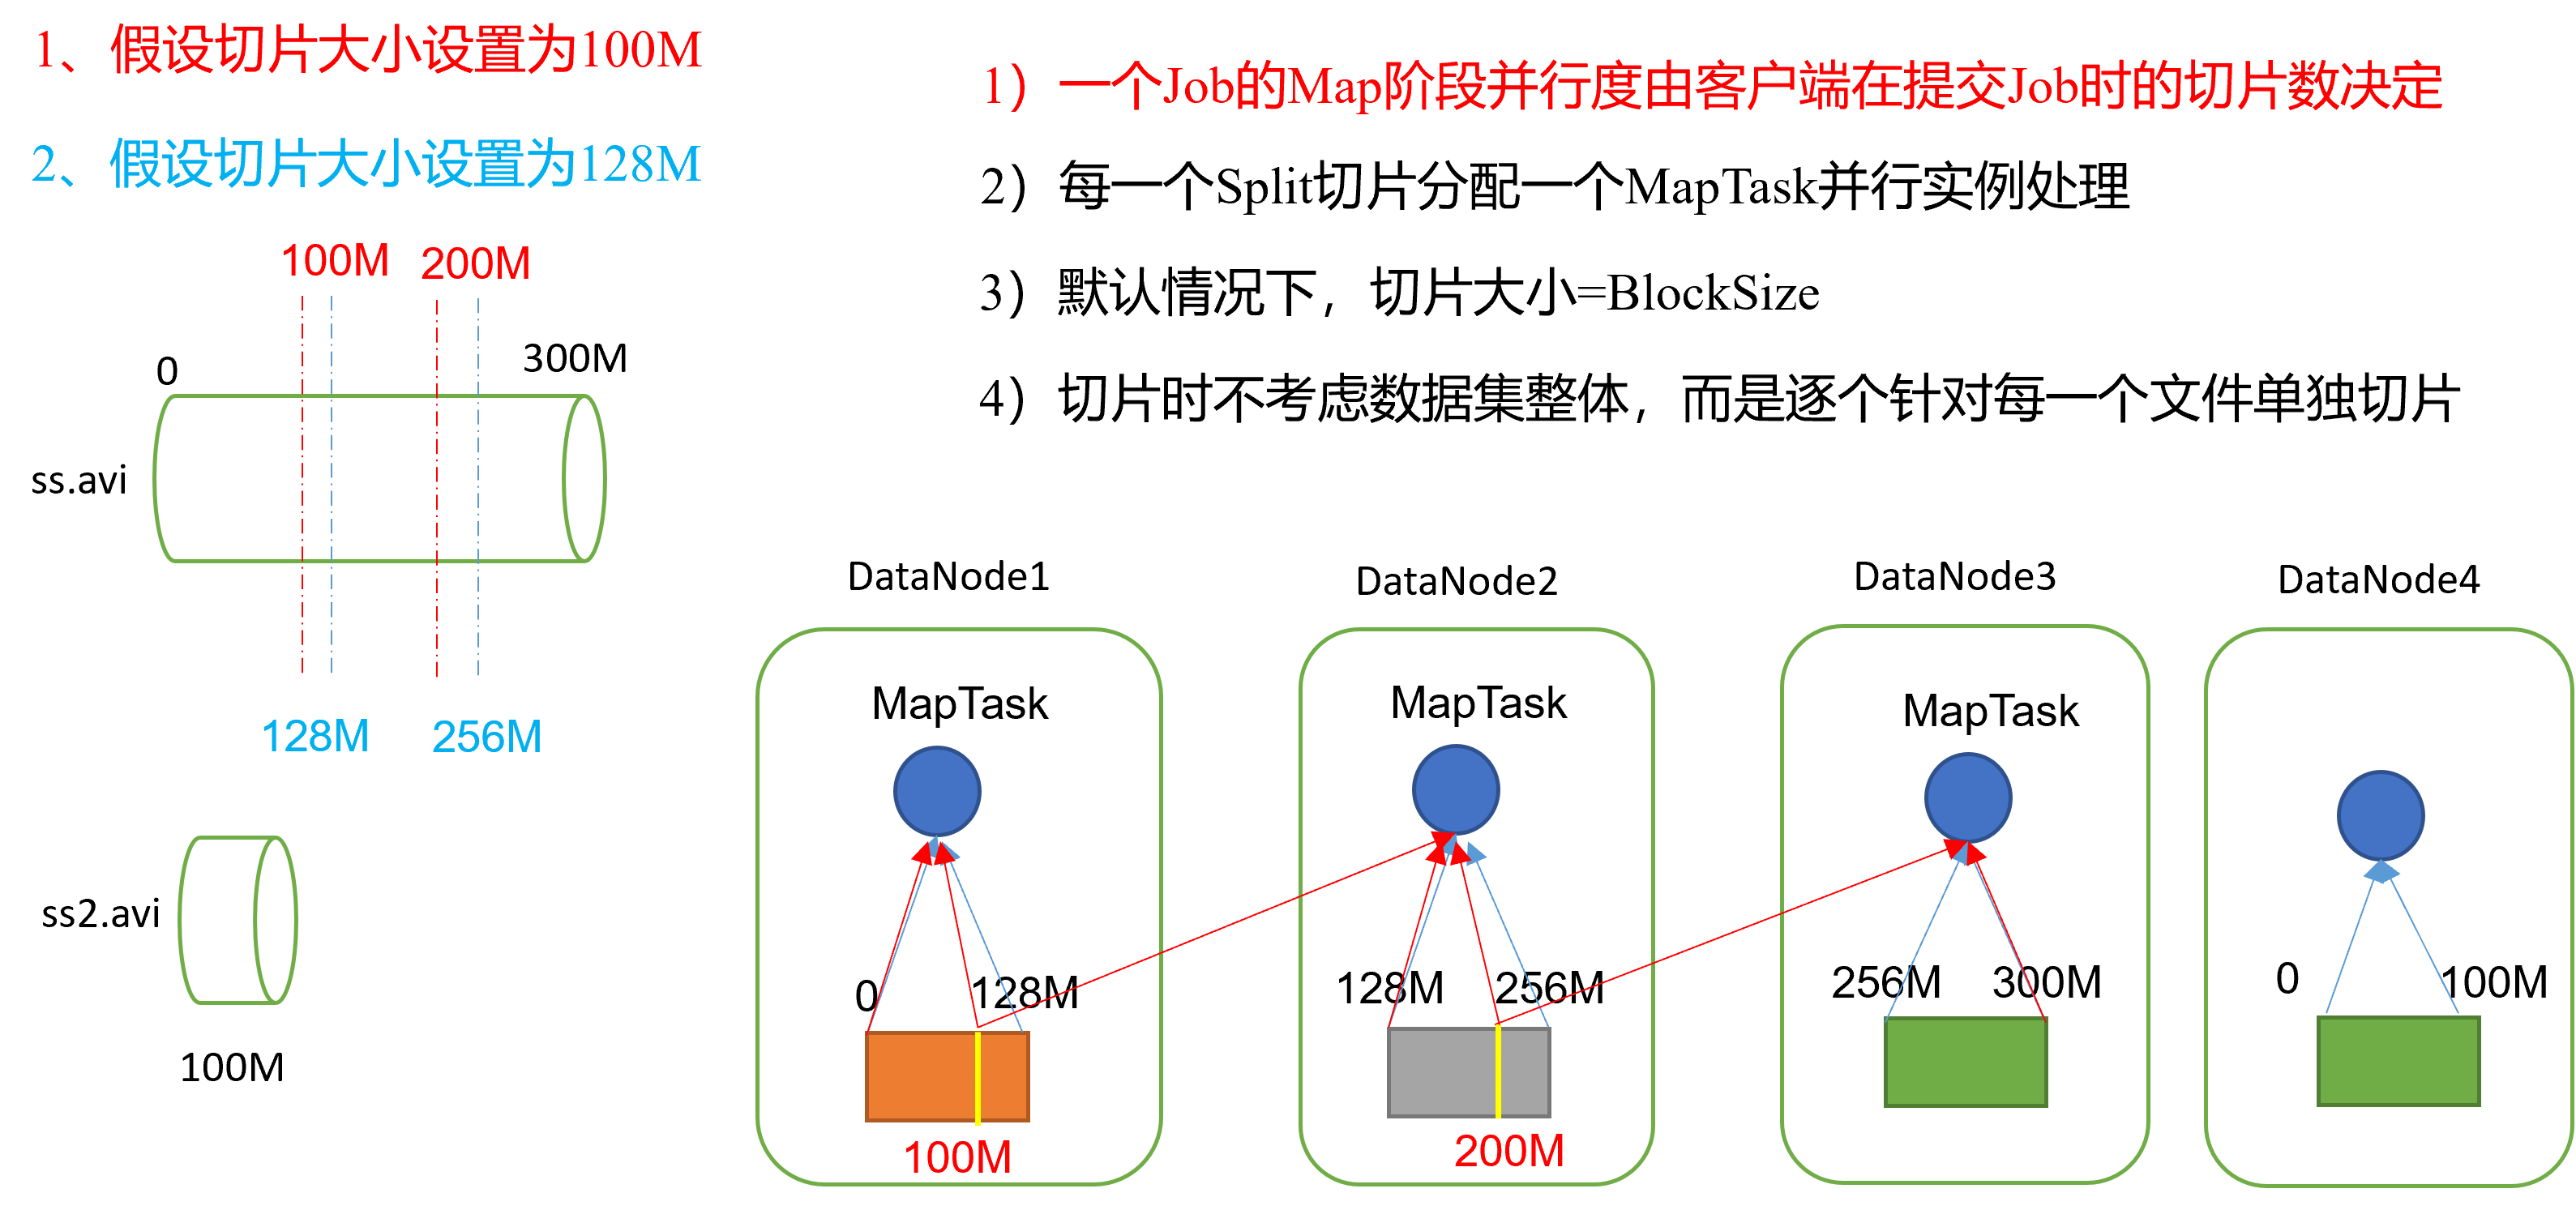 1、假设切片大小设置为100M
2、假设切片大小设置为128M
1）一个Job的Map阶段并行度由客户端在提交Job时的切片数决定
2）每一个Split切片分配一个MapTask并行实例处理
3）默认情况下，切片大小=BlockSize
4）切片时不考虑数据集整体，而是逐个针对每一个文件单独切片
100M 200M
0 300M
ss.avi
128M 256M
ss2.avi
100M
DataNode1 DataNode2 DataNode3 DataNode4
MapTask MapTask MapTask
0 128M 128M 256M 256M 300M 0 100M
100M 200M